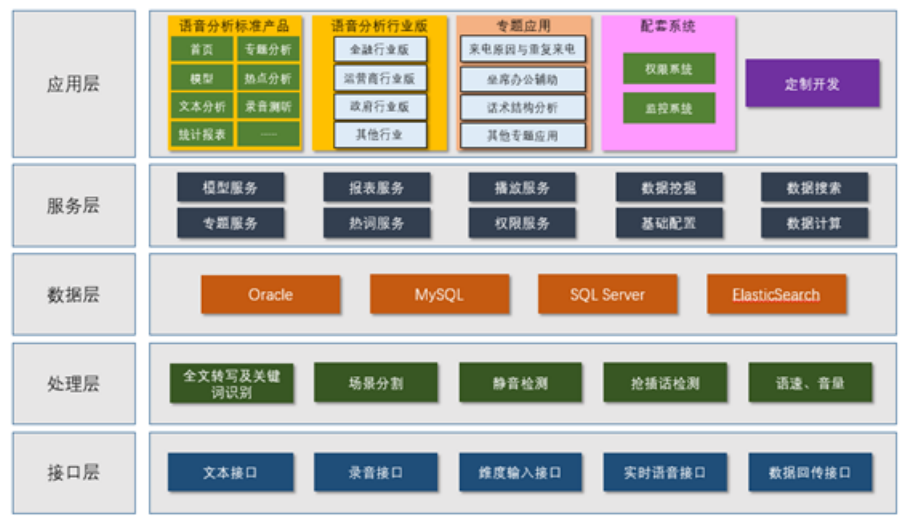 应用层
语音分析标准产品
首页
专题分析
模型
热点分析
文本分析
录音测听
统计报表
......
语音分析行业版
金融行业版
运营商行业版
政府行业版
其他行业
专题应用
来电原因与重复来电
坐席办公辅助
话术结构分析
其他专题应用
配套系统
权限系统
监控系统
定制开发
服务层
模型服务
报表服务
播放服务
数据挖掘
数据搜索
专题服务
热词服务
权限服务
基础配置
数据计算
数据层
Oracle
MySQL
SQL Server
ElasticSearch
处理层
全文转写及关键
词识别
场景分割
静音检测
抢插话检测
语速、音量
接口层
文本接口
录音接口
维度输入接口
实时语音接口
数据回传接口